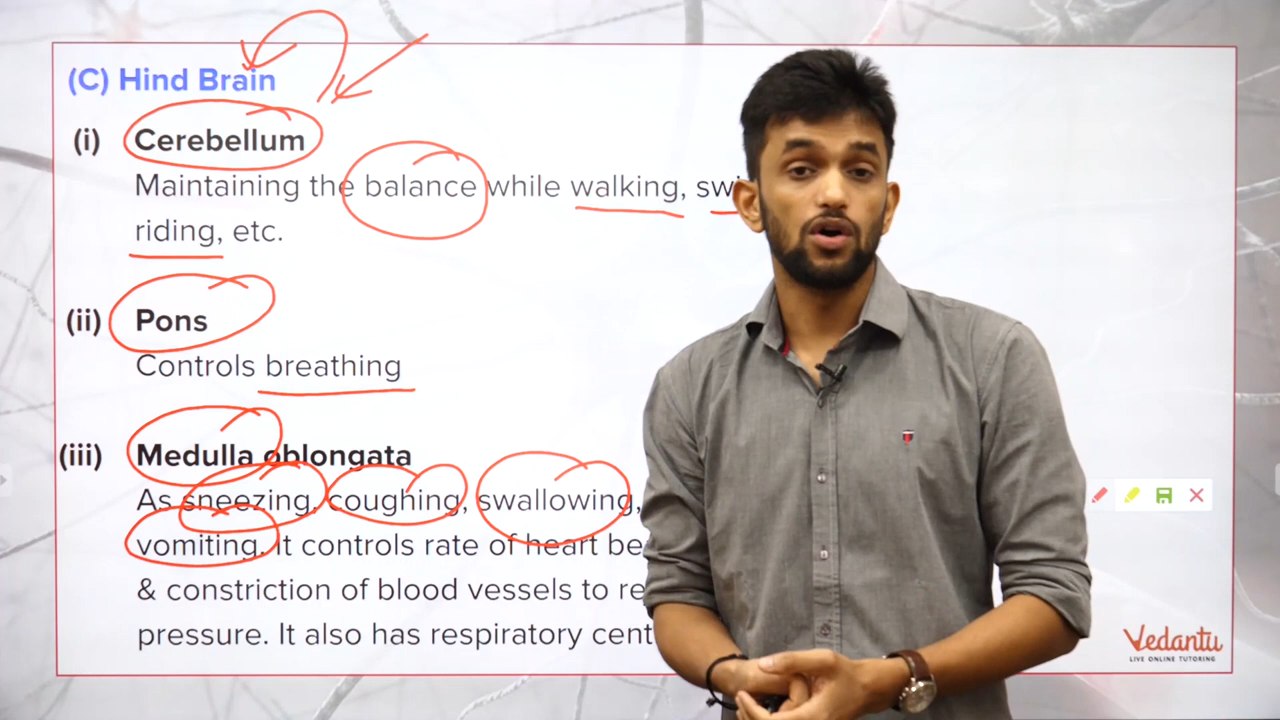 (C) Hind Brain
(i) Cerebellum
Maintaining the balance while walking,
riding, etc.
(ii) Pons
Controls breathing
(iii) Medulla oblongata
As sneezing, coughing, swallowing,
vomiting. It controls rate of heart
& constriction of blood vessels to
pressure. It also has respiratory
Vedantu
LIVE ONLINE TUTORING